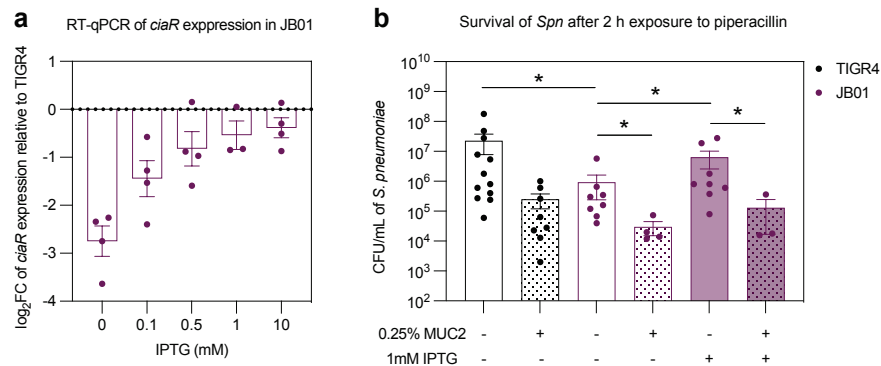 a
RT-qPCR of ciaR exppression in JB01
log2FC of ciaR expression relative to TIGR4
1
0
-1
-2
-3
-4
0 0.1 0.5 1 10
IPTG (mM)
b
Survival of Spn after 2 h exposure to piperacillin
CFU/mL of S. pneumoniae
10^10
10^9
10^8
10^7
10^6
10^5
10^4
10^3
10^2
* * * *
TIGR4
JB01
0.25% MUC2 - + - + - +
1mM IPTG - - - - + +